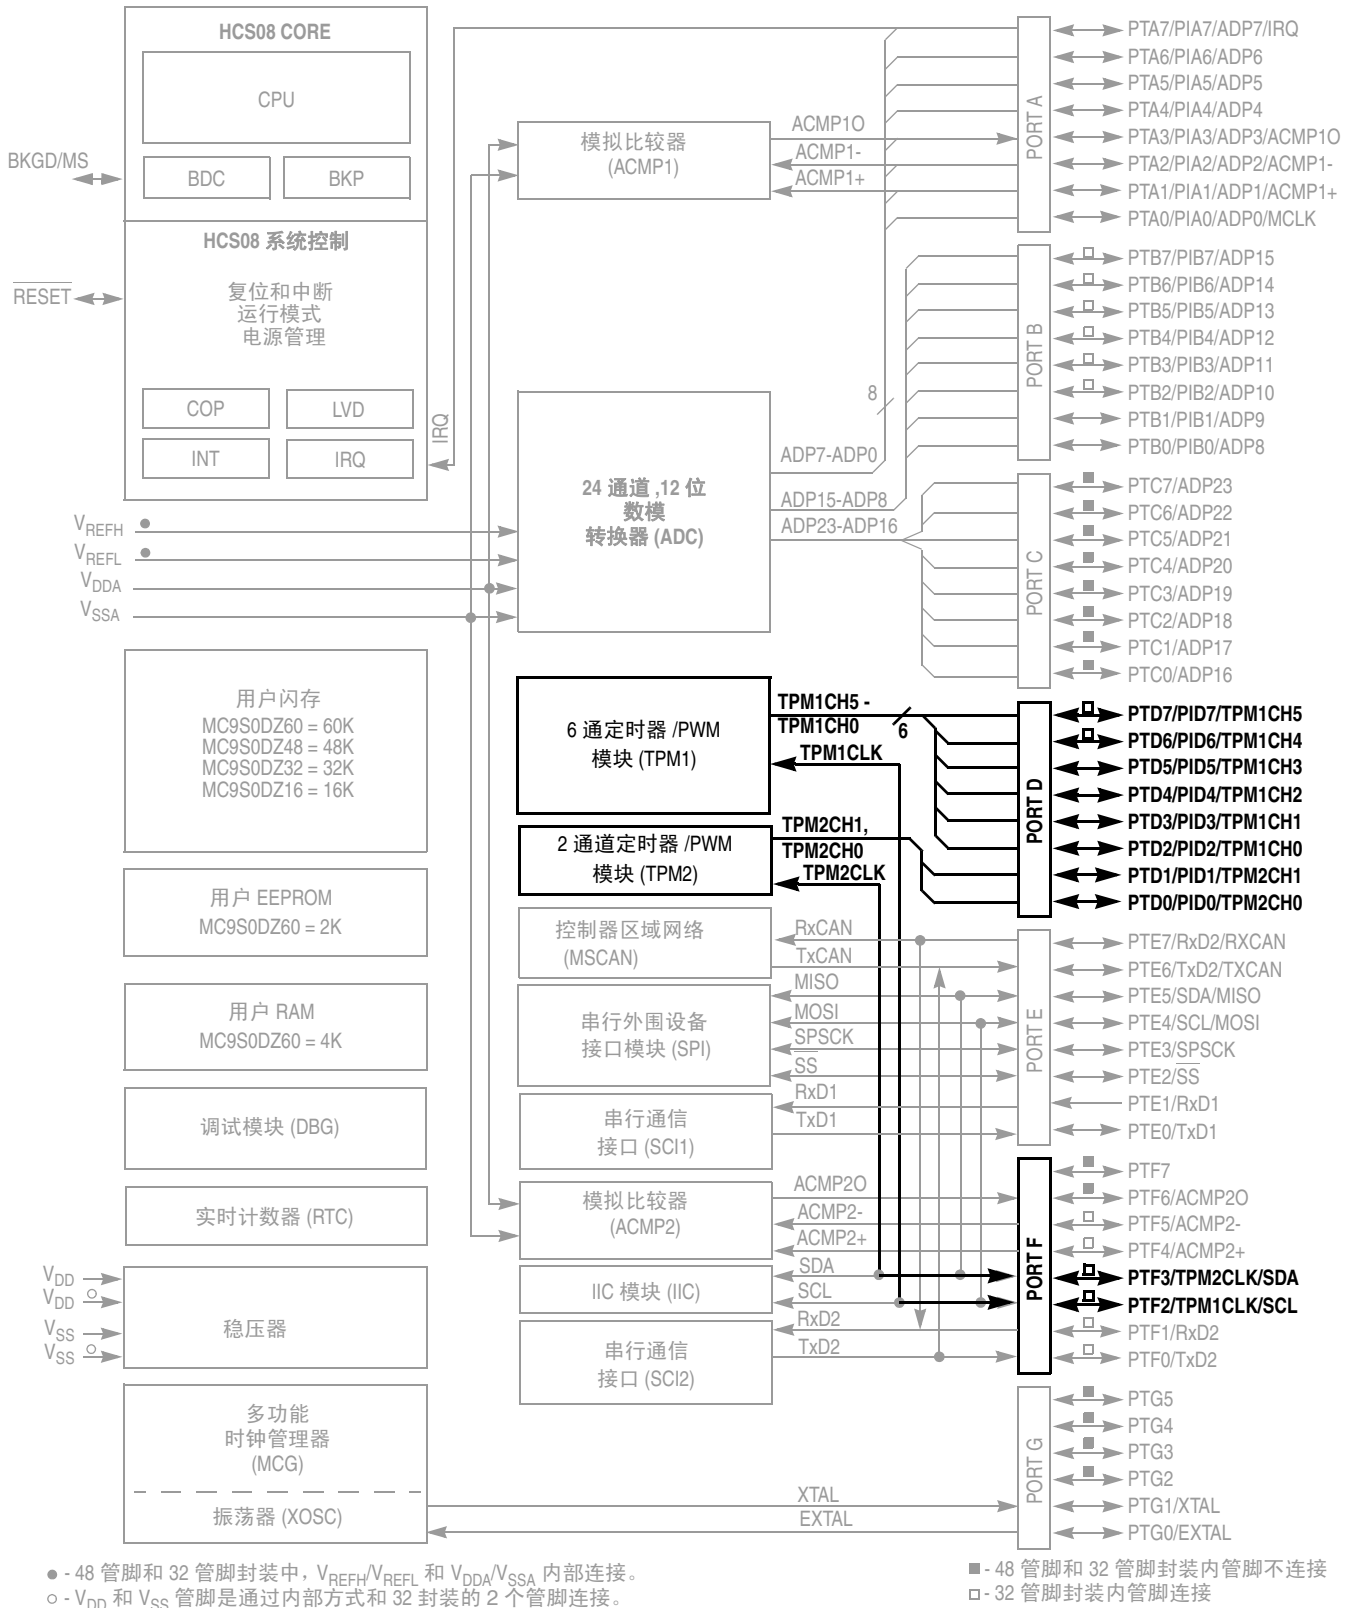 HCS08 CORE
CPU
BDC
BKP
BKGD/MS
HCS08 系统控制
RESET
复位和中断
运行模式
电源管理
COP
LVD
INT
IRQ
IRQ
VREFH
VREFL
VDDA
VSSA
用户闪存
MC9S0DZ60 = 60K
MC9S0DZ48 = 48K
MC9S0DZ32 = 32K
MC9S0DZ16 = 16K
用户 EEPROM
MC9S0DZ60 = 2K
用户 RAM
MC9S0DZ60 = 4K
调试模块 (DBG)
实时计数器 (RTC)
VDD
VDD
VSS
VSS
稳压器
多功能
时钟管理器
(MCG)
振荡器 (XOSC)
模拟比较器
(ACMP1)
ACMP1O
ACMP1-
ACMP1+
24 通道 ,12 位
数模
转换器 (ADC)
8
ADP7-ADP0
ADP15-ADP8
ADP23-ADP16
6 通定时器 /PWM
模块 (TPM1)
TPM1CH5 -
TPM1CH0
6
TPM1CLK
2 通道定时器 /PWM
模块 (TPM2)
TPM2CH1,
TPM2CH0
TPM2CLK
控制器区域网络
(MSCAN)
RxCAN
TxCAN
串行外围设备
接口模块 (SPI)
MISO
MOSI
SPSCK
SS
串行通信
接口 (SCI1)
RxD1
TxD1
模拟比较器
(ACMP2)
ACMP2O
ACMP2-
ACMP2+
IIC 模块 (IIC)
SDA
SCL
串行通信
接口 (SCI2)
RxD2
TxD2
XTAL
EXTAL
PORT A
PTA7/PIA7/ADP7/IRQ
PTA6/PIA6/ADP6
PTA5/PIA5/ADP5
PTA4/PIA4/ADP4
PTA3/PIA3/ADP3/ACMP1O
PTA2/PIA2/ADP2/ACMP1-
PTA1/PIA1/ADP1/ACMP1+
PTA0/PIA0/ADP0/MCLK
PORT B
PTB7/PIB7/ADP15
PTB6/PIB6/ADP14
PTB5/PIB5/ADP13
PTB4/PIB4/ADP12
PTB3/PIB3/ADP11
PTB2/PIB2/ADP10
PTB1/PIB1/ADP9
PTB0/PIB0/ADP8
PORT C
PTC7/ADP23
PTC6/ADP22
PTC5/ADP21
PTC4/ADP20
PTC3/ADP19
PTC2/ADP18
PTC1/ADP17
PTC0/ADP16
PORT D
PTD7/PID7/TPM1CH5
PTD6/PID6/TPM1CH4
PTD5/PID5/TPM1CH3
PTD4/PID4/TPM1CH2
PTD3/PID3/TPM1CH1
PTD2/PID2/TPM1CH0
PTD1/PID1/TPM2CH1
PTD0/PID0/TPM2CH0
PORT E
PTE7/RxD2/RXCAN
PTE6/TxD2/TXCAN
PTE5/SDA/MISO
PTE4/SCL/MOSI
PTE3/SPSCK
PTE2/SS
PTE1/RxD1
PTE0/TxD1
PORT F
PTF7
PTF6/ACMP2O
PTF5/ACMP2-
PTF4/ACMP2+
PTF3/TPM2CLK/SDA
PTF2/TPM1CLK/SCL
PTF1/RxD2
PTF0/TxD2
PORT G
PTG5
PTG4
PTG3
PTG2
PTG1/XTAL
PTG0/EXTAL
● - 48 管脚和 32 管脚封装中，VREFH/VREFL 和 VDDA/VSSA 内部连接。
○ - VDD 和 VSS 管脚是通过内部方式和 32 封装的 2 个管脚连接。
■ - 48 管脚和 32 管脚封装内管脚不连接
□ - 32 管脚封装内管脚连接